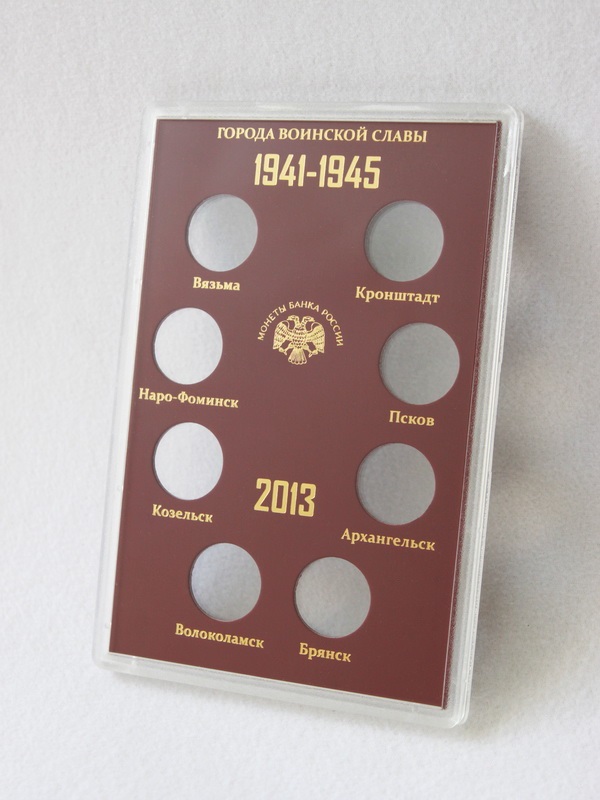 ГОРОДА ВОИНСКОЙ СЛАВЫ
1941-1945
Вязьма
Кронштадт
МОНЕТЫ БАНКА РОССИИ
Наро-Фоминск
Псков
2013
Козельск
Архангельск
Волоколамск
Брянск